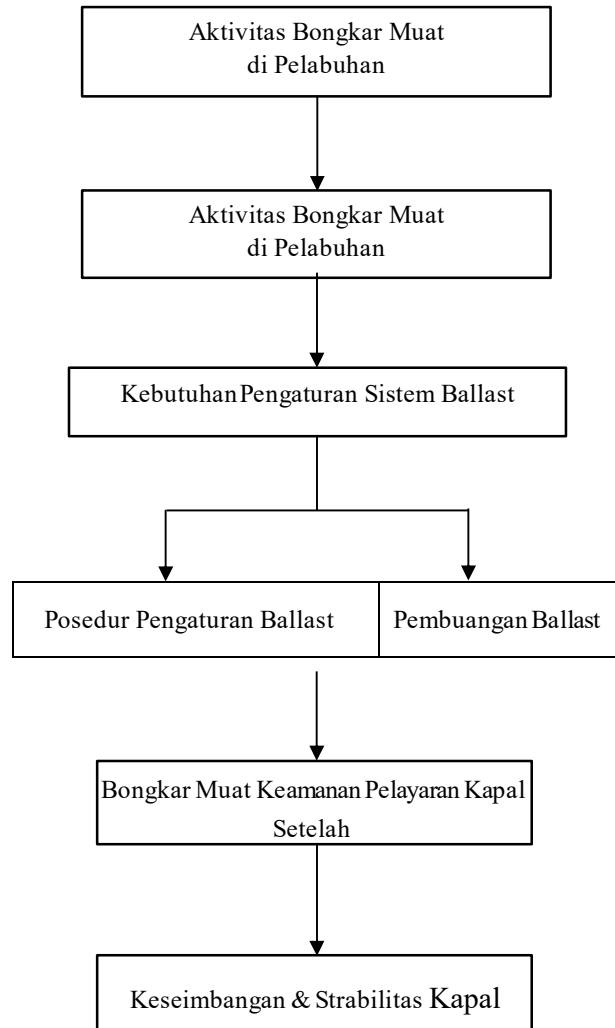 Aktivitas Bongkar Muat
di Pelabuhan
Aktivitas Bongkar Muat
di Pelabuhan
Kebutuhan Pengaturan Sistem Ballast
Posedur Pengaturan Ballast
Pembuangan Ballast
Bongkar Muat Keamanan Pelayaran Kapal
Setelah
Keseimbangan & Strabilitas Kapal